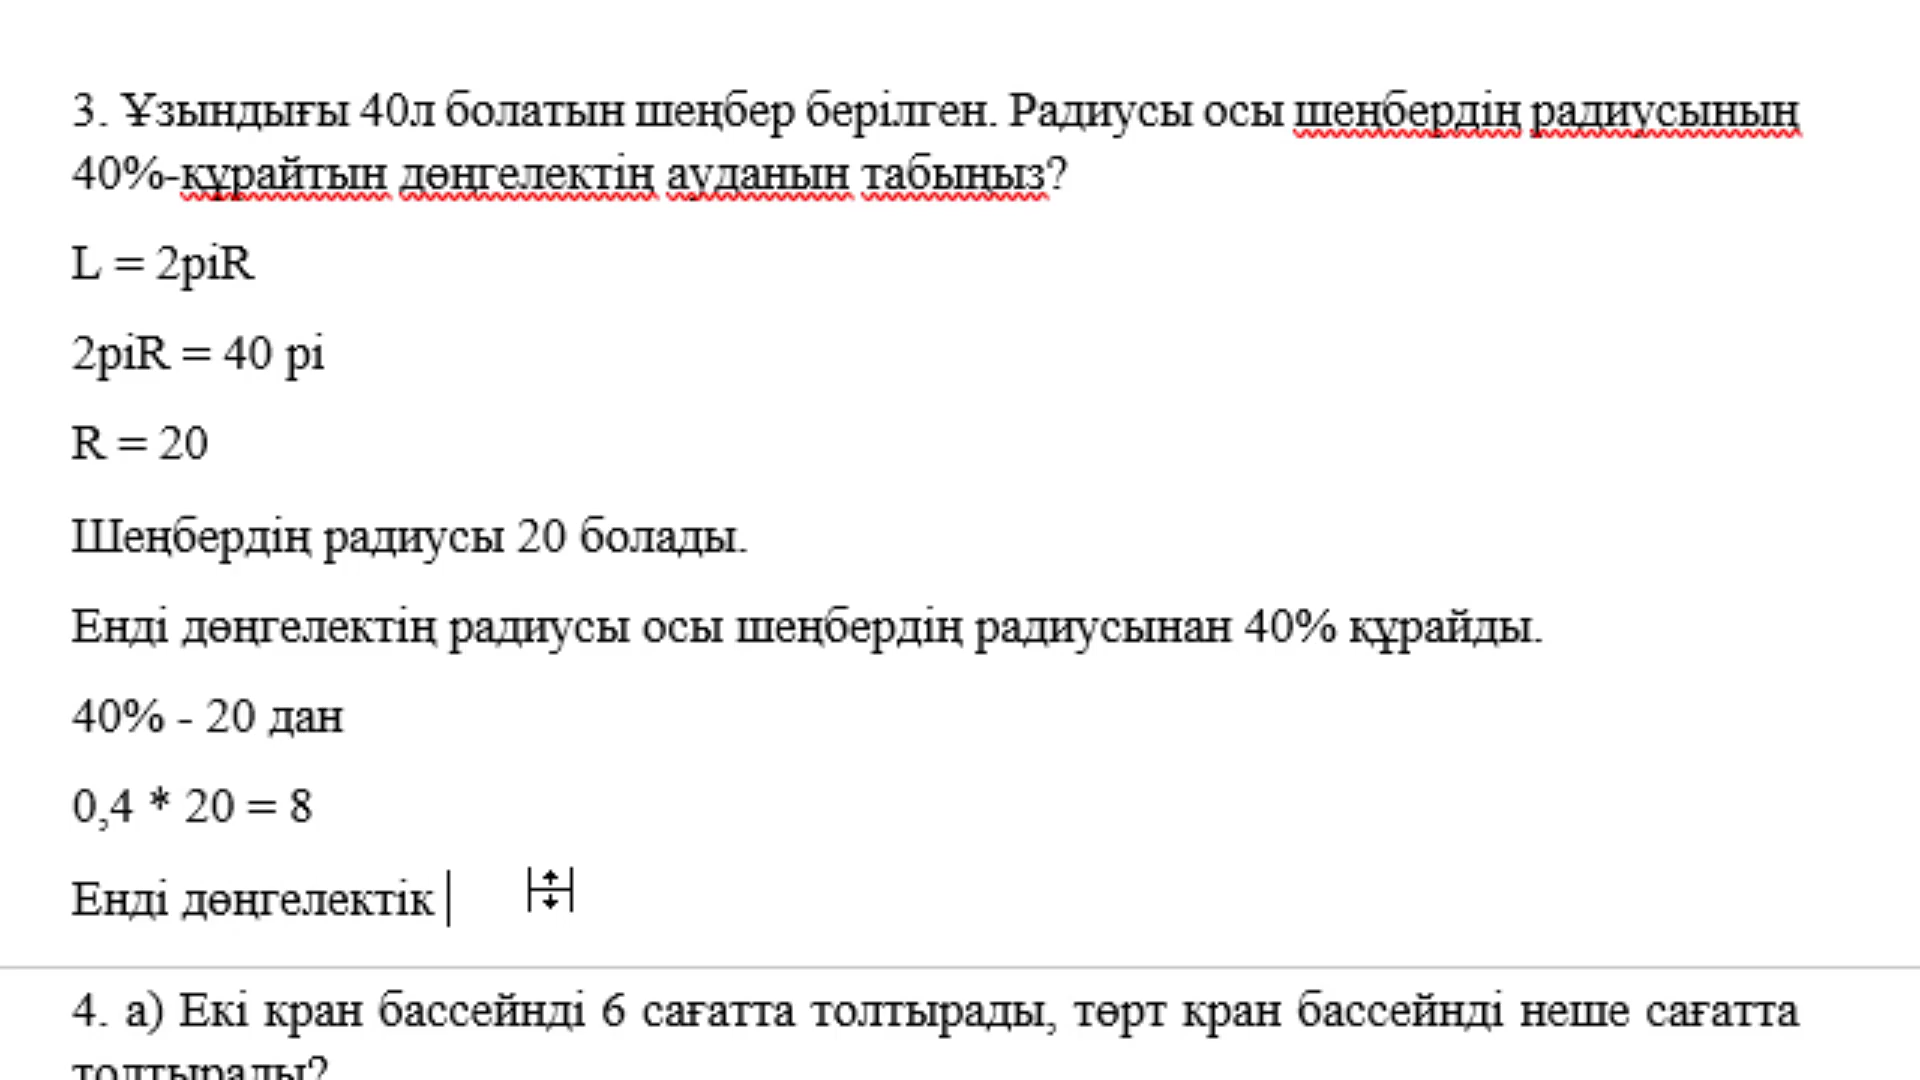 3. Ұзындығы 40л болатын шеңбер берілген. Радиусы осы шеңбердің радиусының
40%-құрайтын дөңгелектің ауданын табыңыз?
L = 2piR
2piR = 40 pi
R = 20
Шеңбердің радиусы 20 болады.
Енді дөңгелектің радиусы осы шеңбердің радиусынан 40% құрайды.
40% - 20 дан
0,4 * 20 = 8
Енді дөңгелектік
4. а) Екі кран бассейнді 6 сағатта толтырады, төрт кран бассейнді неше сағатта
толтырады?